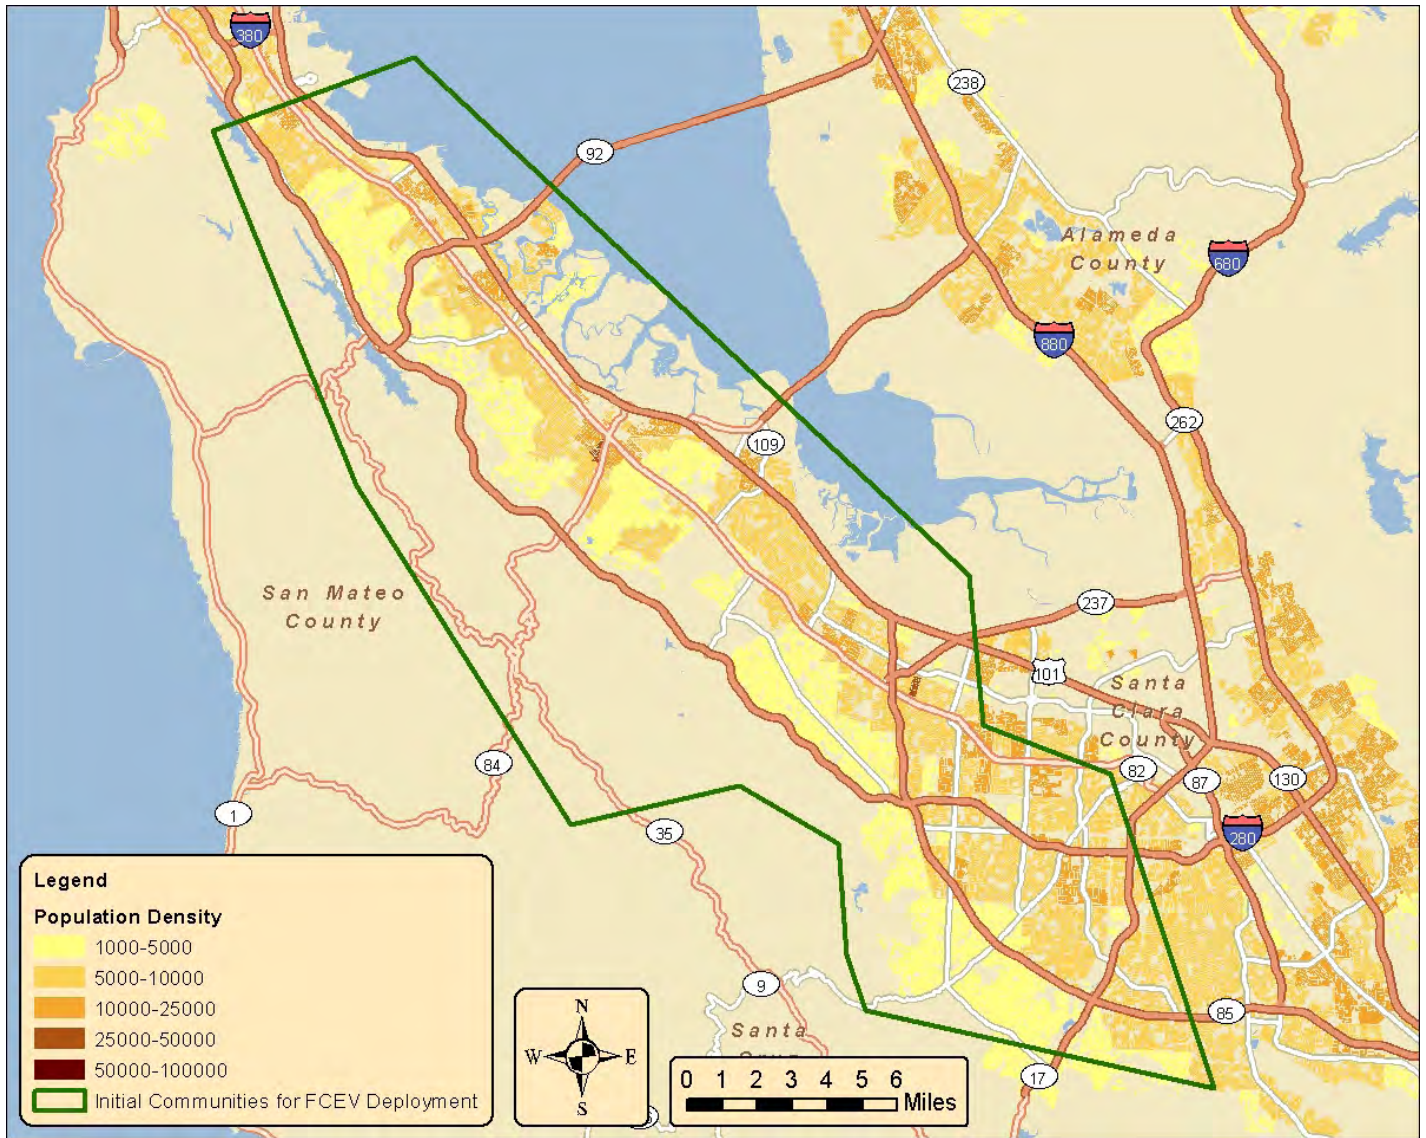 380
238
92
Alameda
County
680
880
262
109
San Mateo
County
237
101
Santa
Clara
County
84
82
87
130
1
35
280
Legend
Population Density
1000-5000
5000-10000
10000-25000
25000-50000
50000-100000
Initial Communities for FCEV Deployment
9
N
W
E
S
Santa
85
17
0 1 2 3 4 5 6
Miles